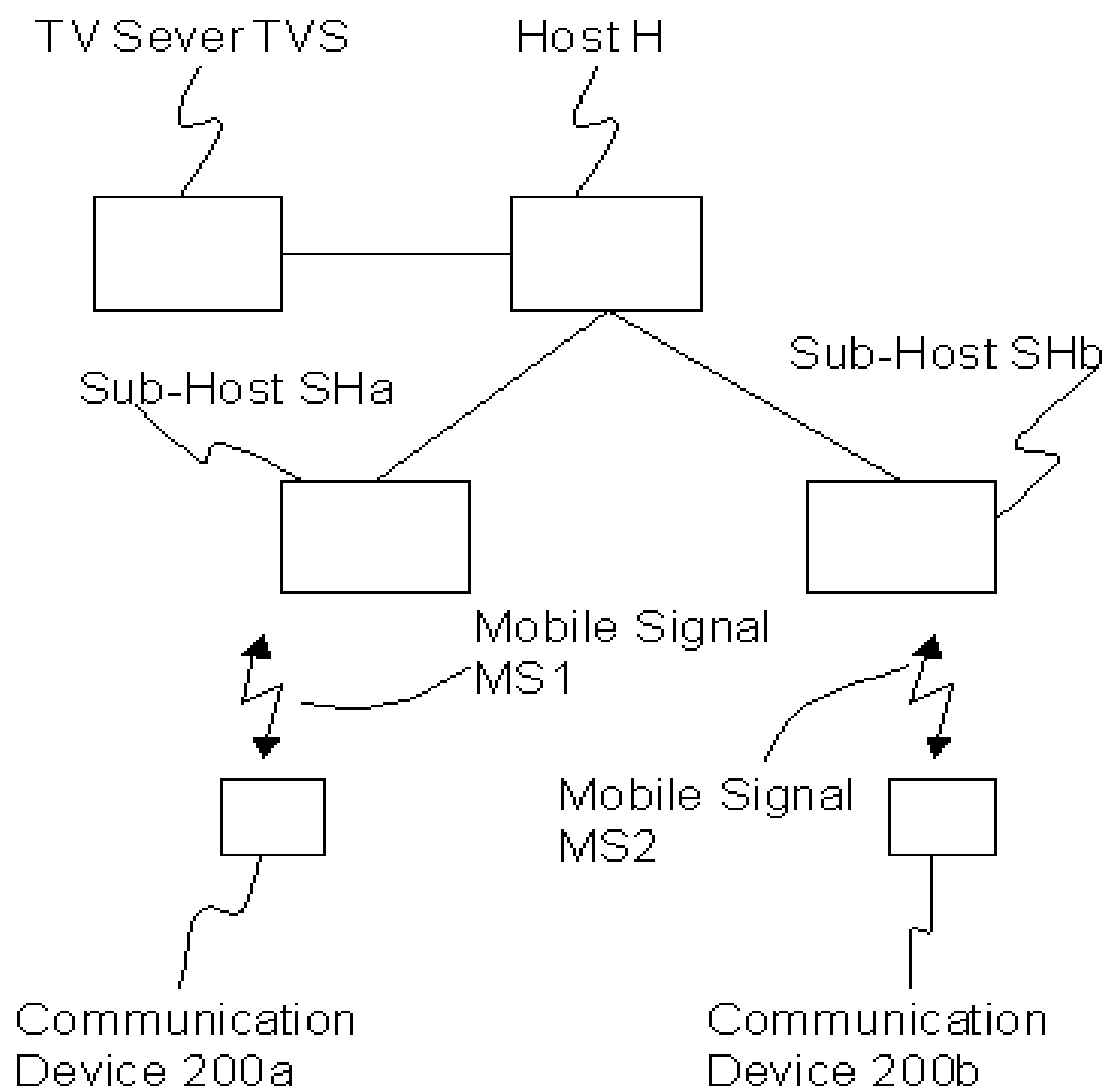 TV Sever TVS
Host H
Sub-Host SHb
Sub-Host SHa
Mobile Signal
MS1
Mobile Signal
MS2
Communication
Device 200a
Communication
Device 200b